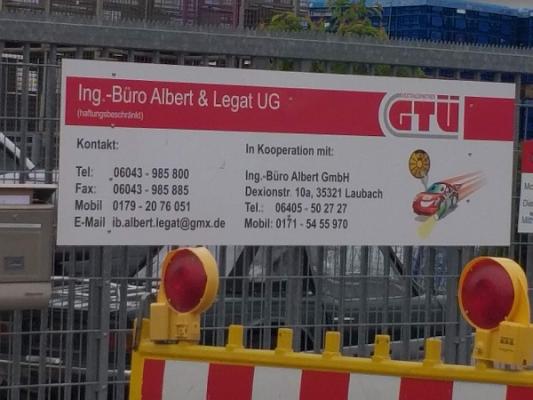 Ing.-Büro Albert & Legat UG
(haftungsbeschränkt)
GTÜ
Kontakt:
Tel: 06043 - 985 800
Fax: 06043 - 985 885
Mobil 0179 - 20 76 051
E-Mail ib.albert.legat@gmx.de
In Kooperation mit:
Ing.-Büro Albert GmbH
Dexionstr. 10a, 35321 Laubach
Tel.: 06405 - 50 27 27
Mobil: 0171 - 54 55 970